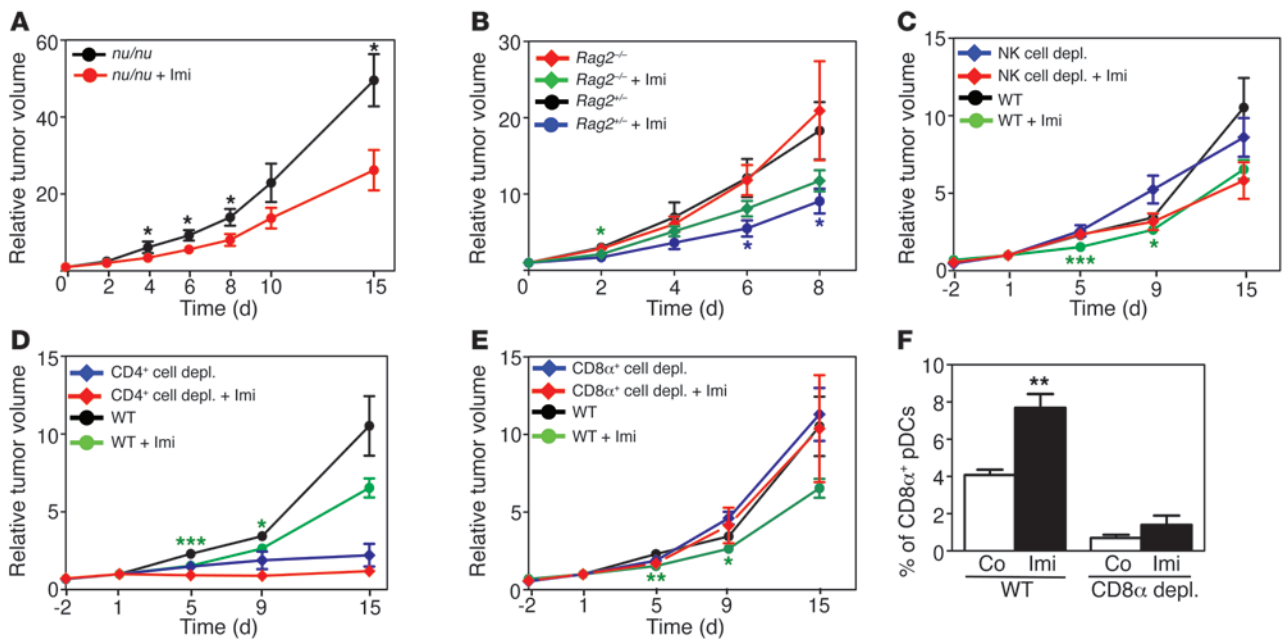 A
Relative tumor volume
60
40
20
nu/nu
nu/nu + Imi
*
*
*
*
0 2 4 6 8 10 15
Time (d)
B
Relative tumor volume
30
20
10
0
Rag2⁻/⁻
Rag2⁻/⁻ + Imi
Rag2⁺/⁻
Rag2⁺/⁻ + Imi
*
*
*
0 2 4 6 8
Time (d)
C
Relative tumor volume
15
10
5
0
NK cell depl.
NK cell depl. + Imi
WT
WT + Imi
***
*
-2 1 5 9 15
Time (d)
D
Relative tumor volume
15
10
5
0
CD4⁺ cell depl.
CD4⁺ cell depl. + Imi
WT
WT + Imi
***
*
-2 1 5 9 15
Time (d)
E
Relative tumor volume
15
10
5
0
CD8α⁺ cell depl.
CD8α⁺ cell depl. + Imi
WT
WT + Imi
**
*
-2 1 5 9 15
Time (d)
F
% of CD8α⁺ pDCs
10
8
6
4
2
0
**
Co Imi Co Imi
WT CD8α depl.